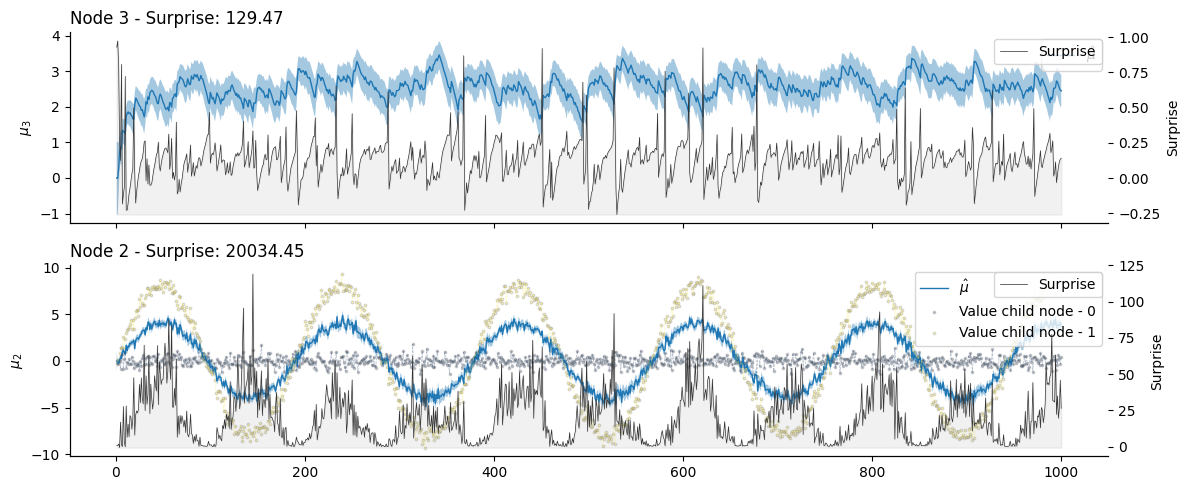 Node 3 - Surprise: 129.47
4
3
2
1
0
−1
μ3
Surprise
μ̂
1.00
0.75
0.50
0.25
0.00
−0.25
Surprise
Node 2 - Surprise: 20034.45
10
5
0
−5
−10
μ2
μ̂
Value child node - 0
Value child node - 1
Surprise
125
100
75
50
25
0
Surprise
0
200
400
600
800
1000